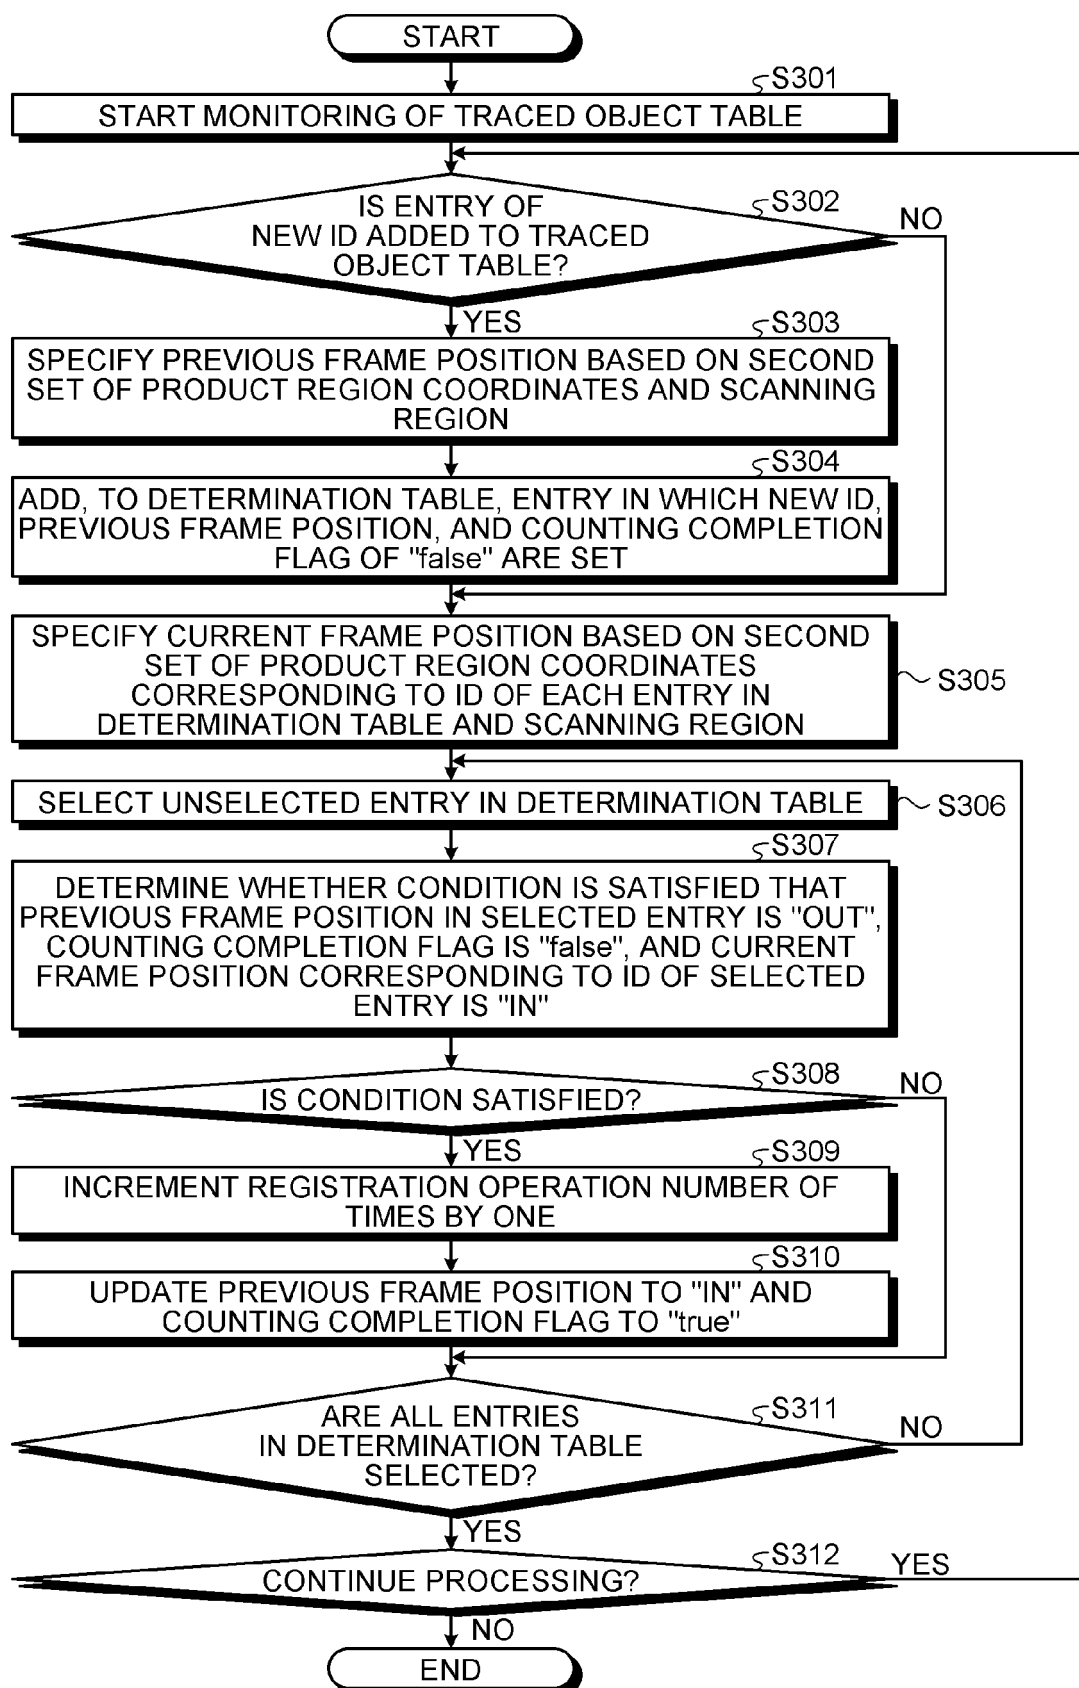 START
S301
START MONITORING OF TRACED OBJECT TABLE
S302
IS ENTRY OF
NEW ID ADDED TO TRACED
OBJECT TABLE?
NO
YES
S303
SPECIFY PREVIOUS FRAME POSITION BASED ON SECOND
SET OF PRODUCT REGION COORDINATES AND SCANNING
REGION
S304
ADD, TO DETERMINATION TABLE, ENTRY IN WHICH NEW ID,
PREVIOUS FRAME POSITION, AND COUNTING COMPLETION
FLAG OF "false" ARE SET
SPECIFY CURRENT FRAME POSITION BASED ON SECOND
SET OF PRODUCT REGION COORDINATES
CORRESPONDING TO ID OF EACH ENTRY IN
DETERMINATION TABLE AND SCANNING REGION
S305
SELECT UNSELECTED ENTRY IN DETERMINATION TABLE
S306
S307
DETERMINE WHETHER CONDITION IS SATISFIED THAT
PREVIOUS FRAME POSITION IN SELECTED ENTRY IS "OUT",
COUNTING COMPLETION FLAG IS "false", AND CURRENT
FRAME POSITION CORRESPONDING TO ID OF SELECTED
ENTRY IS "IN"
S308
IS CONDITION SATISFIED?
NO
YES
S309
INCREMENT REGISTRATION OPERATION NUMBER OF
TIMES BY ONE
S310
UPDATE PREVIOUS FRAME POSITION TO "IN" AND
COUNTING COMPLETION FLAG TO "true"
S311
ARE ALL ENTRIES
IN DETERMINATION TABLE
SELECTED?
NO
YES
S312
CONTINUE PROCESSING?
YES
NO
END